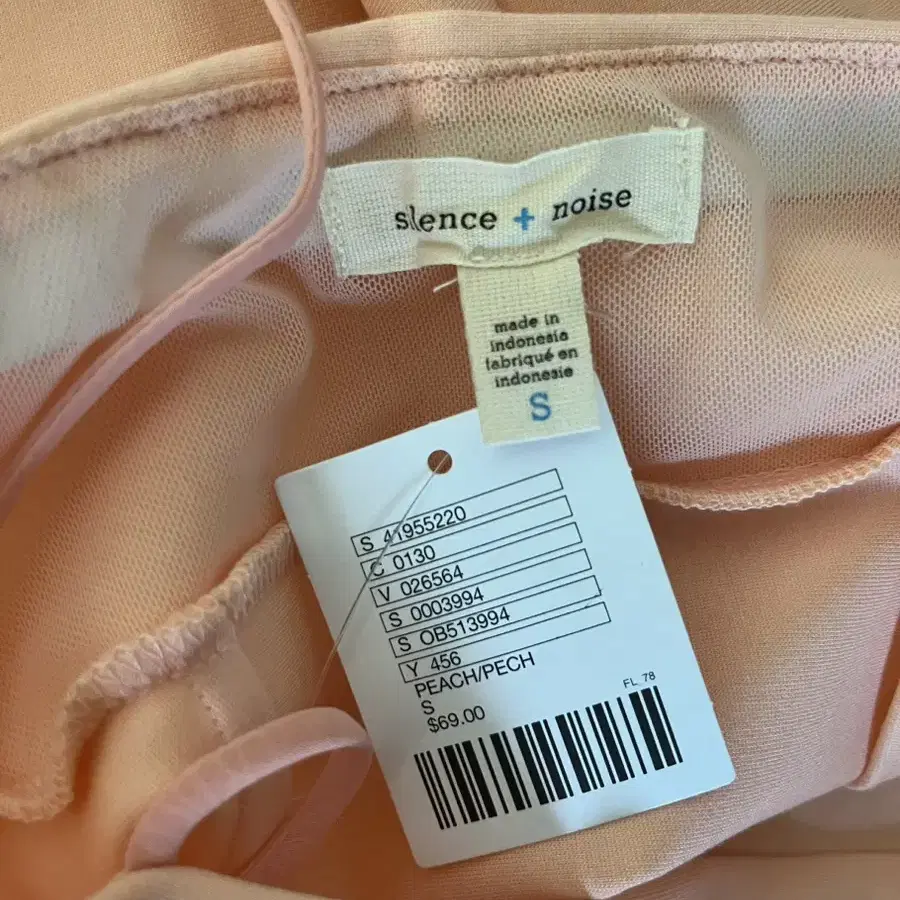 silence + noise
made in
indonesia
fabriqué en
indonesie
S
S 41955220
C 0130
V 026564
S 0003994
S OB513994
Y 456
PEACH/PECH
S
$69.00
FL 78